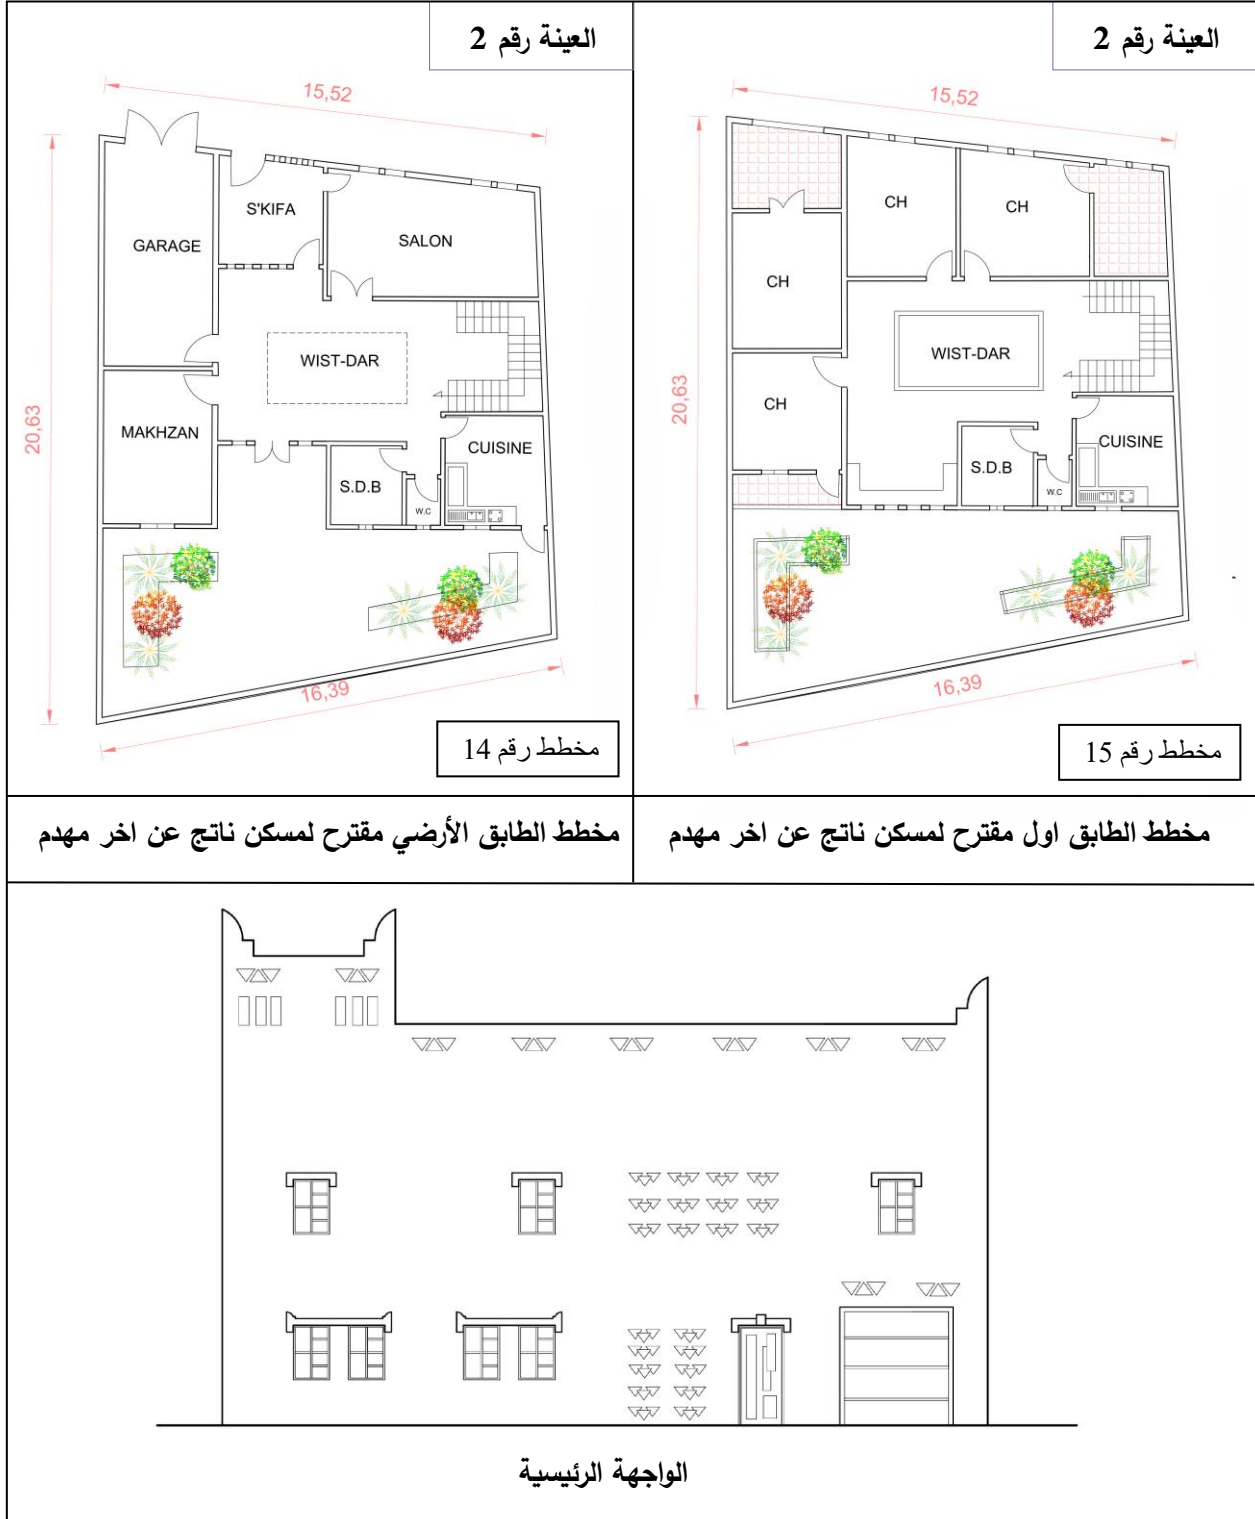 العينة رقم 2
15,52
20,63
GARAGE
S'KIFA
SALON
WIST-DAR
MAKHZAN
S.D.B
W.C
CUISINE
16,39
مخطط رقم 14
العينة رقم 2
15,52
20,63
CH
CH
CH
WIST-DAR
CH
S.D.B
W.C
CUISINE
16,39
مخطط رقم 15
مخطط الطابق الأرضي مقترح لمسكن ناتج عن اخر مهدم
مخطط الطابق اول مقترح لمسكن ناتج عن اخر مهدم
الواجهة الرئيسية